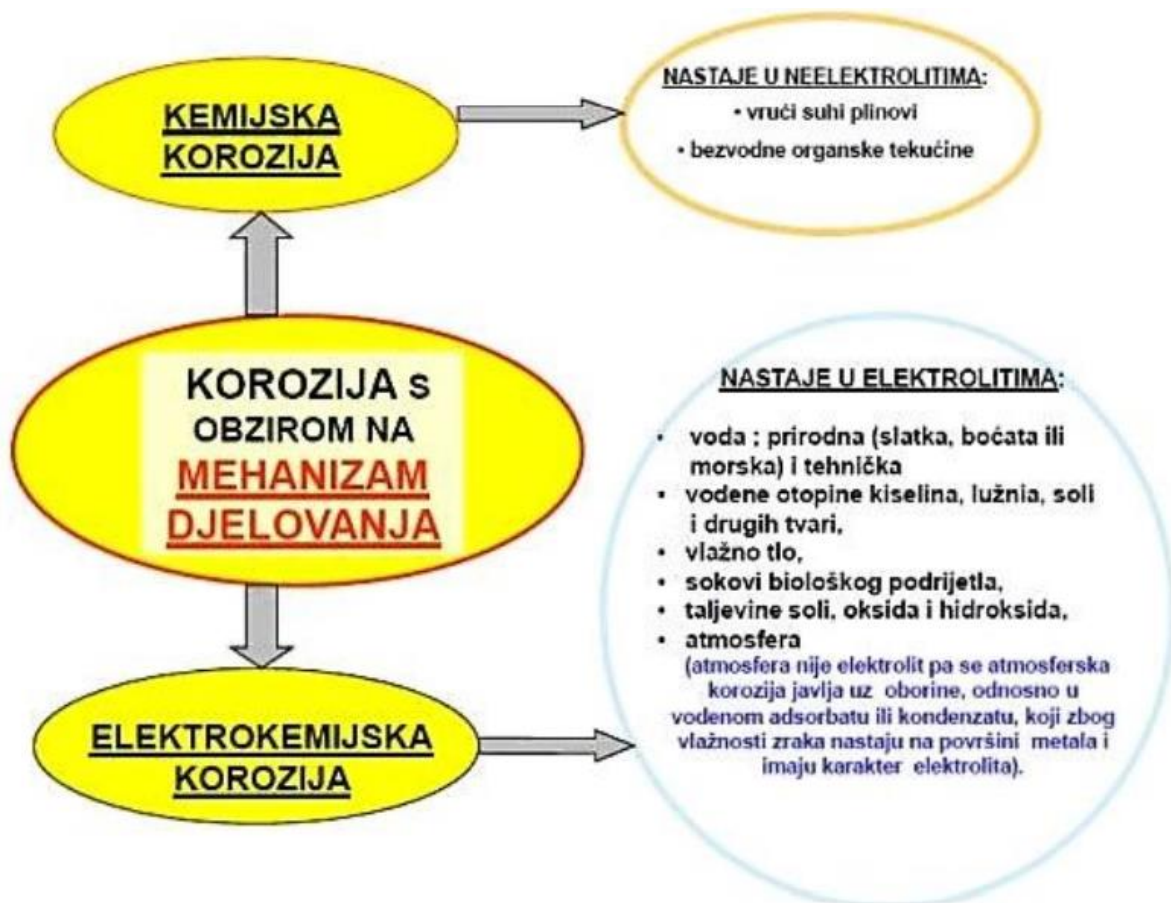 KEMIJSKA
KOROZIJA
NASTAJE U NEELEKTROLITIMA:
• vrući suhi plinovi
• bezvodne organske tekućine
KOROZIJA s
OBZIROM NA
MEHANIZAM
DJELOVANJA
ELEKTROKEMIJSKA
KOROZIJA
NASTAJE U ELEKTROLITIMA:
• voda ; prirodna (slatka, boćata ili
morska) i tehnička
• vodene otopine kiselina, lužnia, soli
i drugih tvari,
• vlažno tlo,
• sokovi biološkog podrijetla,
• taljevine soli, oksida i hidroksida,
• atmosfera
(atmosfera nije elektrolit pa se atmosferska
korozija javlja uz oborine, odnosno u
vodenom adsorbatu ili kondenzatu, koji zbog
vlažnosti zraka nastaju na površini metala i
imaju karakter elektrolita).